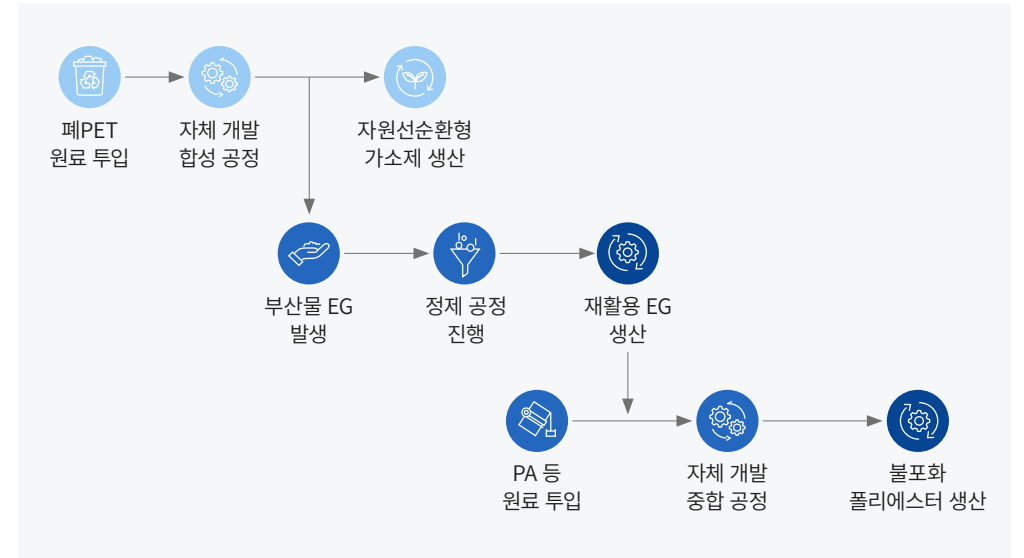 폐PET
원료 투입
자체 개발
합성 공정
자원선순환형
가소제 생산
부산물 EG
발생
정제 공정
진행
재활용 EG
생산
PA 등
원료 투입
자체 개발
중합 공정
불포화
폴리에스터 생산